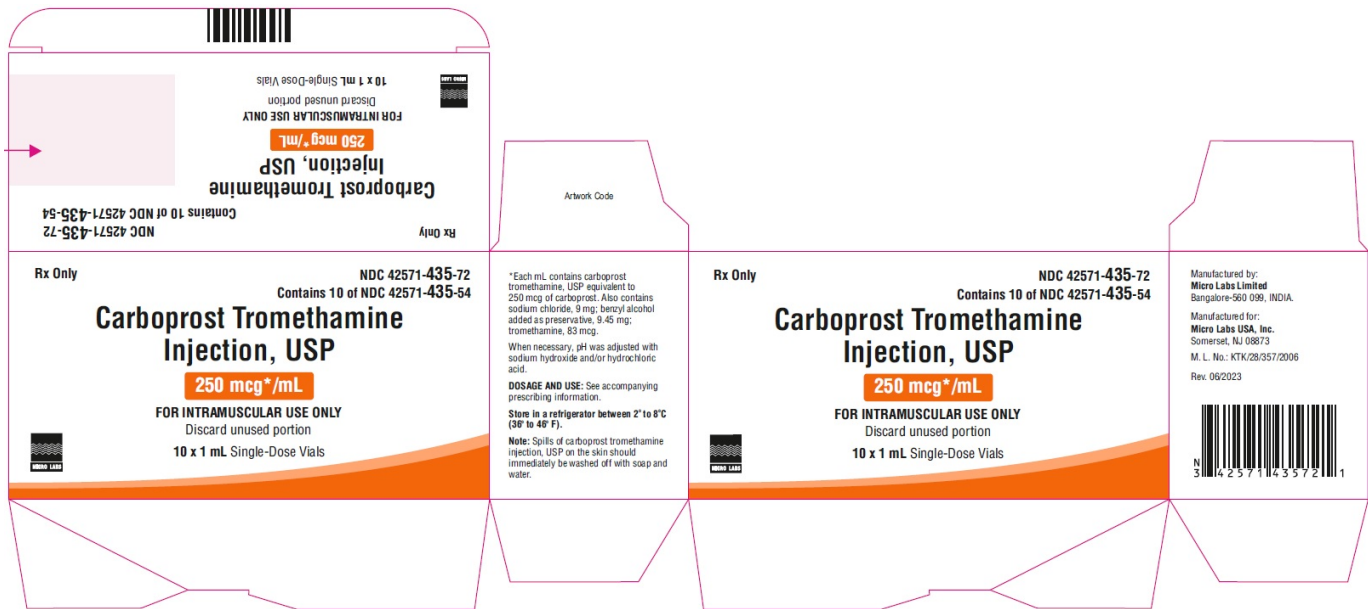 10 x 1 mL Single-Dose Vials
MICRO LABS
Discard unused portion
FOR INTRAMUSCULAR USE ONLY
250 mcg*/mL
Carboprost Tromethamine
Injection, USP
Contains 10 of NDC 42571-435-54
NDC 42571-435-72
Rx Only
Artwork Code
Rx Only
NDC 42571-435-72
Contains 10 of NDC 42571-435-54
Carboprost Tromethamine
Injection, USP
250 mcg*/mL
FOR INTRAMUSCULAR USE ONLY
Discard unused portion
10 x 1 mL Single-Dose Vials
MICRO LABS
*Each mL contains carboprost
tromethamine, USP equivalent to
250 mcg of carboprost. Also contains
sodium chloride, 9 mg; benzyl alcohol
added as preservative, 9.45 mg;
tromethamine, 83 mcg.
When necessary, pH was adjusted with
sodium hydroxide and/or hydrochloric
acid.
DOSAGE AND USE: See accompanying
prescribing information.
Store in a refrigerator between 2° to 8°C
(36° to 46° F).
Note: Spills of carboprost tromethamine
injection, USP on the skin should
immediately be washed off with soap and
water.
Rx Only
NDC 42571-435-72
Contains 10 of NDC 42571-435-54
Carboprost Tromethamine
Injection, USP
250 mcg*/mL
FOR INTRAMUSCULAR USE ONLY
Discard unused portion
10 x 1 mL Single-Dose Vials
MICRO LABS
Manufactured by:
Micro Labs Limited
Bangalore-560 099, INDIA.
Manufactured for:
Micro Labs USA, Inc.
Somerset, NJ 08873
M. L. No.: KTK/28/357/2006
Rev. 06/2023
N
3 42571 43572 1